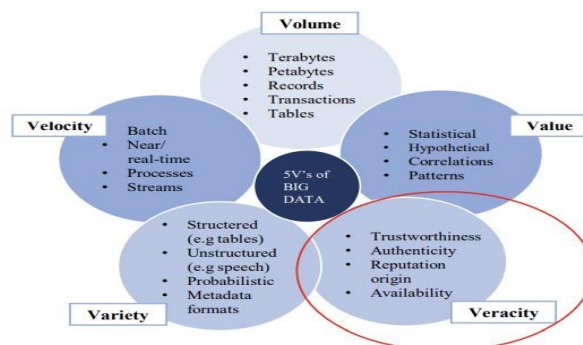 Volume
• Terabytes
• Petabytes
• Records
• Transactions
• Tables
Velocity
Batch
• Near/
real-time
• Processes
• Streams
Value
• Statistical
• Hypothetical
• Correlations
• Patterns
5V's of
BIG
DATA
• Structered
(e.g tables)
• Unstructured
(e.g speech)
• Probabilistic
• Metadata
formats
Variety
• Trustworthiness
• Authenticity
• Reputation
origin
• Availability
Veracity